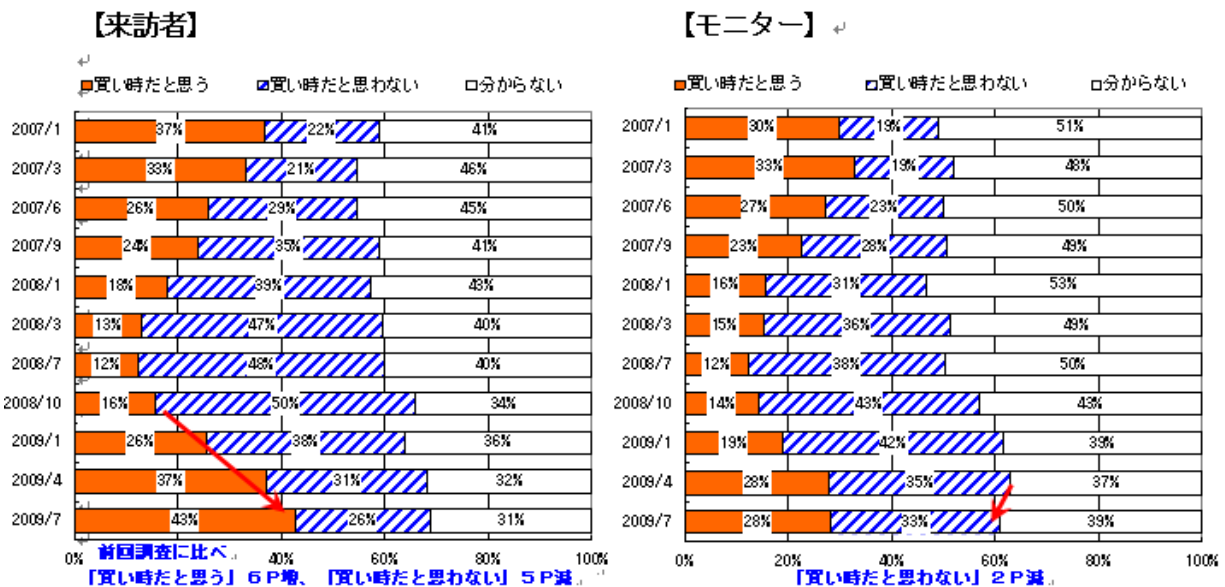 【来訪者】
■買い時だと思う ■買い時だと思わない □分からない
2007/1 37% 22% 41%
2007/3 33% 21% 46%
2007/6 26% 29% 45%
2007/9 24% 35% 41%
2008/1 18% 39% 43%
2008/3 13% 47% 40%
2008/7 12% 48% 40%
2008/10 16% 50% 34%
2009/1 26% 38% 36%
2009/4 37% 31% 32%
2009/7 43% 26% 31%
0% 20% 40% 60% 80% 100%
前回調査に比べ、
「買い時だと思う」６Ｐ増、「買い時だと思わない」５Ｐ減。
【モニター】
■買い時だと思う ■買い時だと思わない □分からない
2007/1 30% 19% 51%
2007/3 33% 19% 48%
2007/6 27% 23% 50%
2007/9 23% 28% 49%
2008/1 16% 31% 53%
2008/3 15% 36% 49%
2008/7 12% 38% 50%
2008/10 14% 43% 43%
2009/1 19% 42% 39%
2009/4 28% 35% 37%
2009/7 28% 33% 39%
0% 20% 40% 60% 80% 100%
「買い時だと思わない」２Ｐ減。